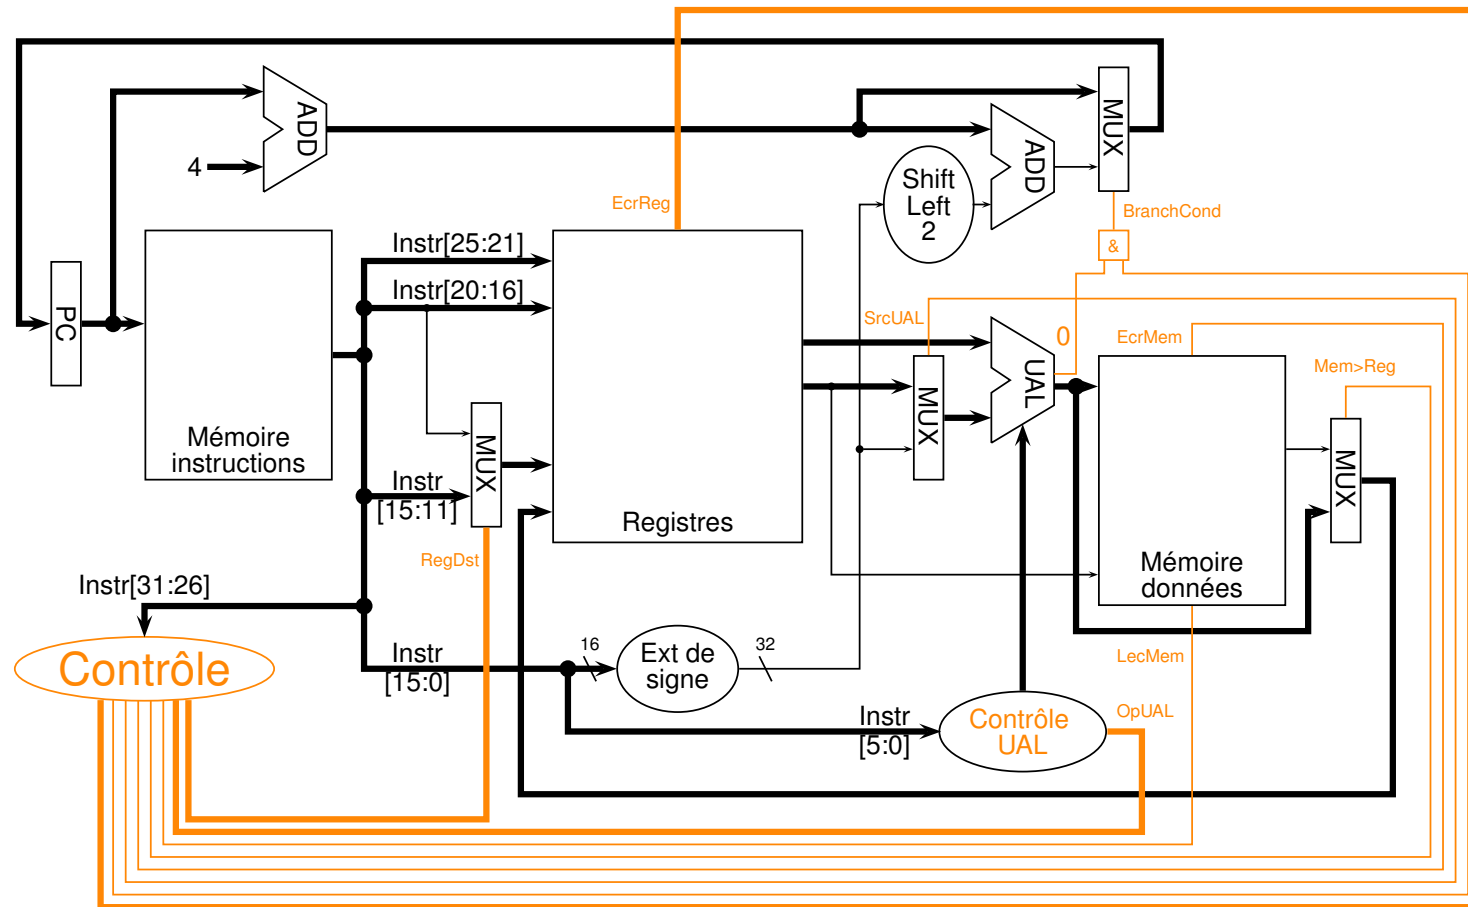 EcrReg
ADD
4
MUX
ADD
Shift
Left
2
BranchCond
&
Instr[25:21]
Instr[20:16]
PC
SrcUAL
0
EcrMem
UAL
Mem>Reg
Mémoire
instructions
MUX
MUX
MUX
Instr
[15:11]
Registres
RegDst
Mémoire
données
Instr[31:26]
Contrôle
Instr
[15:0]
16
Ext de
signe
32
LecMem
Instr
[5:0]
Contrôle
UAL
OpUAL